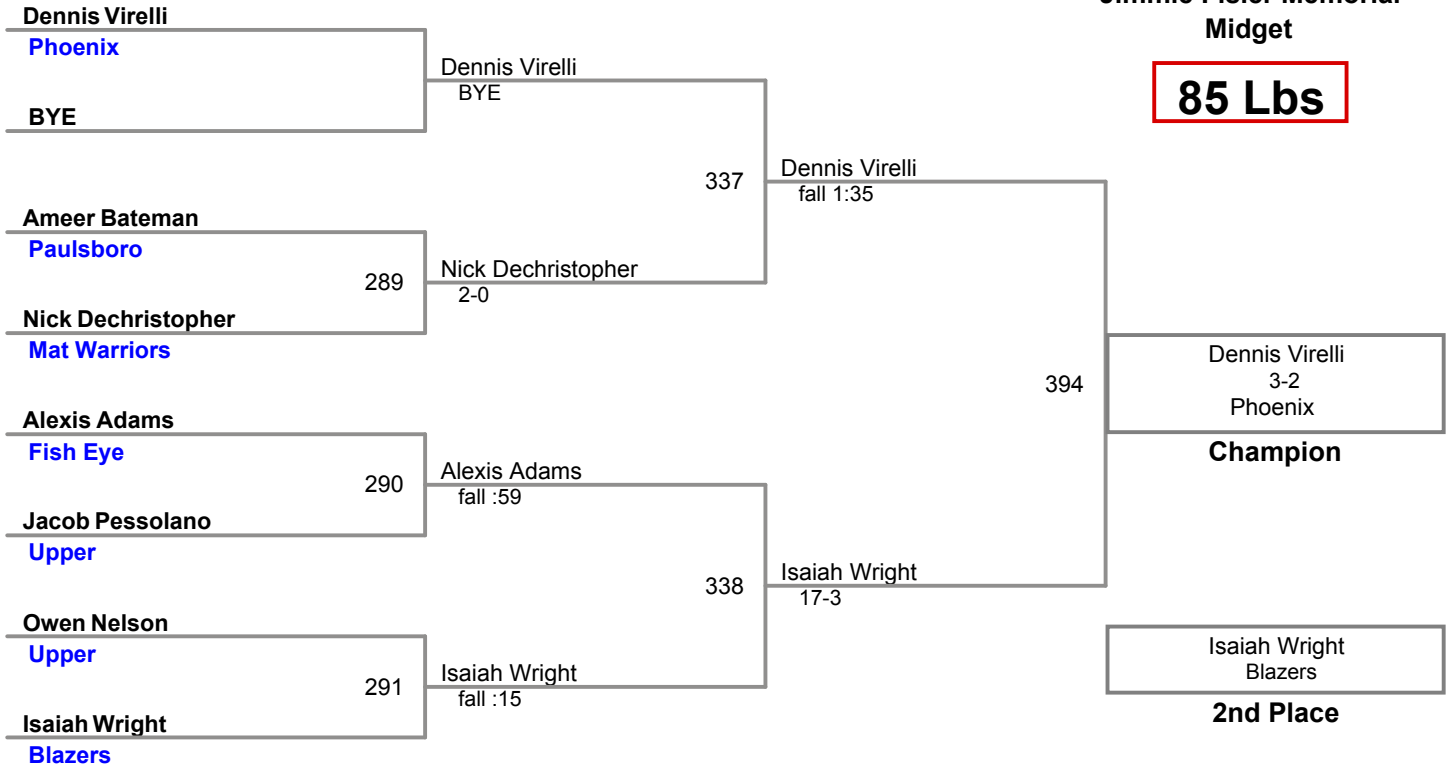 Midget
85 Lbs
Dennis Virelli
Phoenix
BYE
Dennis Virelli
BYE
Ameer Bateman
Paulsboro
289
Nick Dechristopher
Mat Warriors
Nick Dechristopher
2-0
337
Dennis Virelli
fall 1:35
Alexis Adams
Fish Eye
290
Jacob Pessolano
Upper
Alexis Adams
fall :59
Owen Nelson
Upper
291
Isaiah Wright
Blazers
Isaiah Wright
fall :15
338
Isaiah Wright
17-3
394
Dennis Virelli
3-2
Phoenix
Champion
Isaiah Wright
Blazers
2nd Place